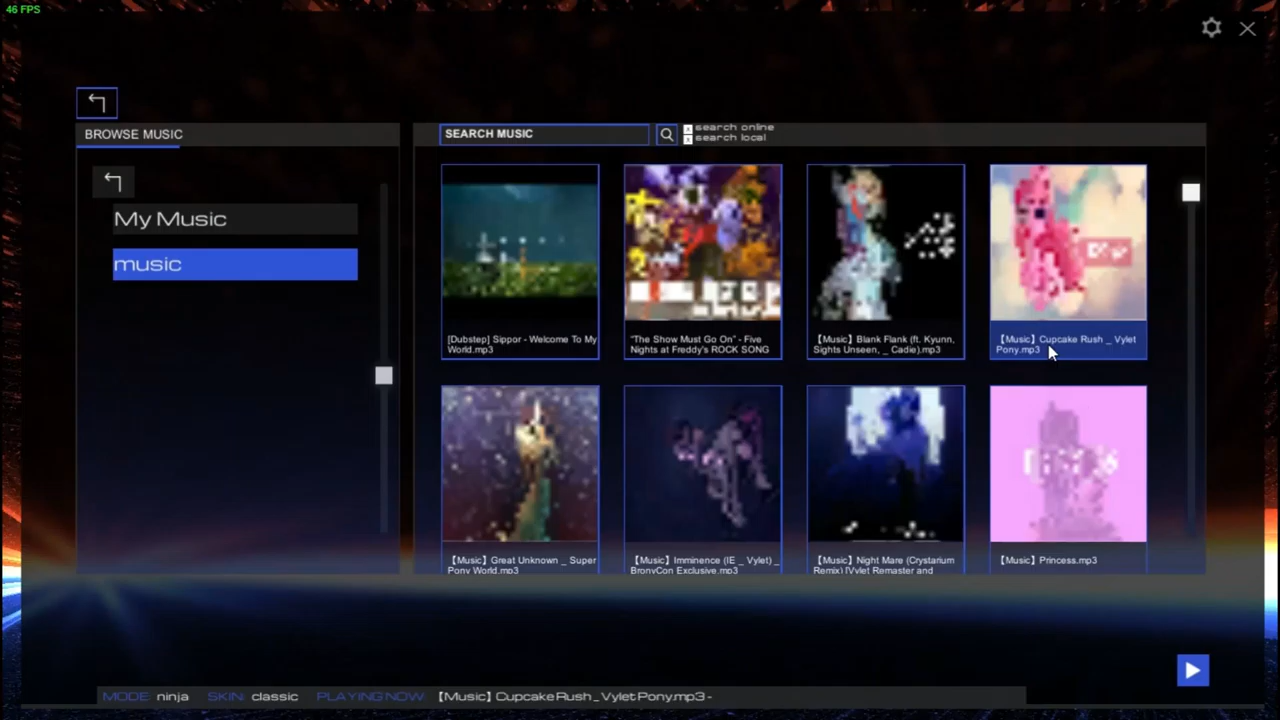 46 FPS
BROWSE MUSIC
SEARCH MUSIC
x search online
x search local
My Music
music
[Dubstep] Sippor - Welcome To My
World.mp3
"The Show Must Go On" - Five
Nights at Freddy's ROCK SONG
【Music】Blank Flank (ft. Kyunn,
Sights Unseen, _ Cadie).mp3
【Music】Cupcake Rush _ Vylet
Pony.mp3
【Music】Great Unknown _ Super
Pony World.mp3
【Music】Imminence (IE _ Vylet) _
BronyCon Exclusive.mp3
【Music】Night Mare (Crystarium
Remix) [Vylet Remaster and
【Music】Princess.mp3
MODE: ninja SKIN: classic PLAYING NOW: 【Music】Cupcake Rush _ Vylet Pony.mp3 -